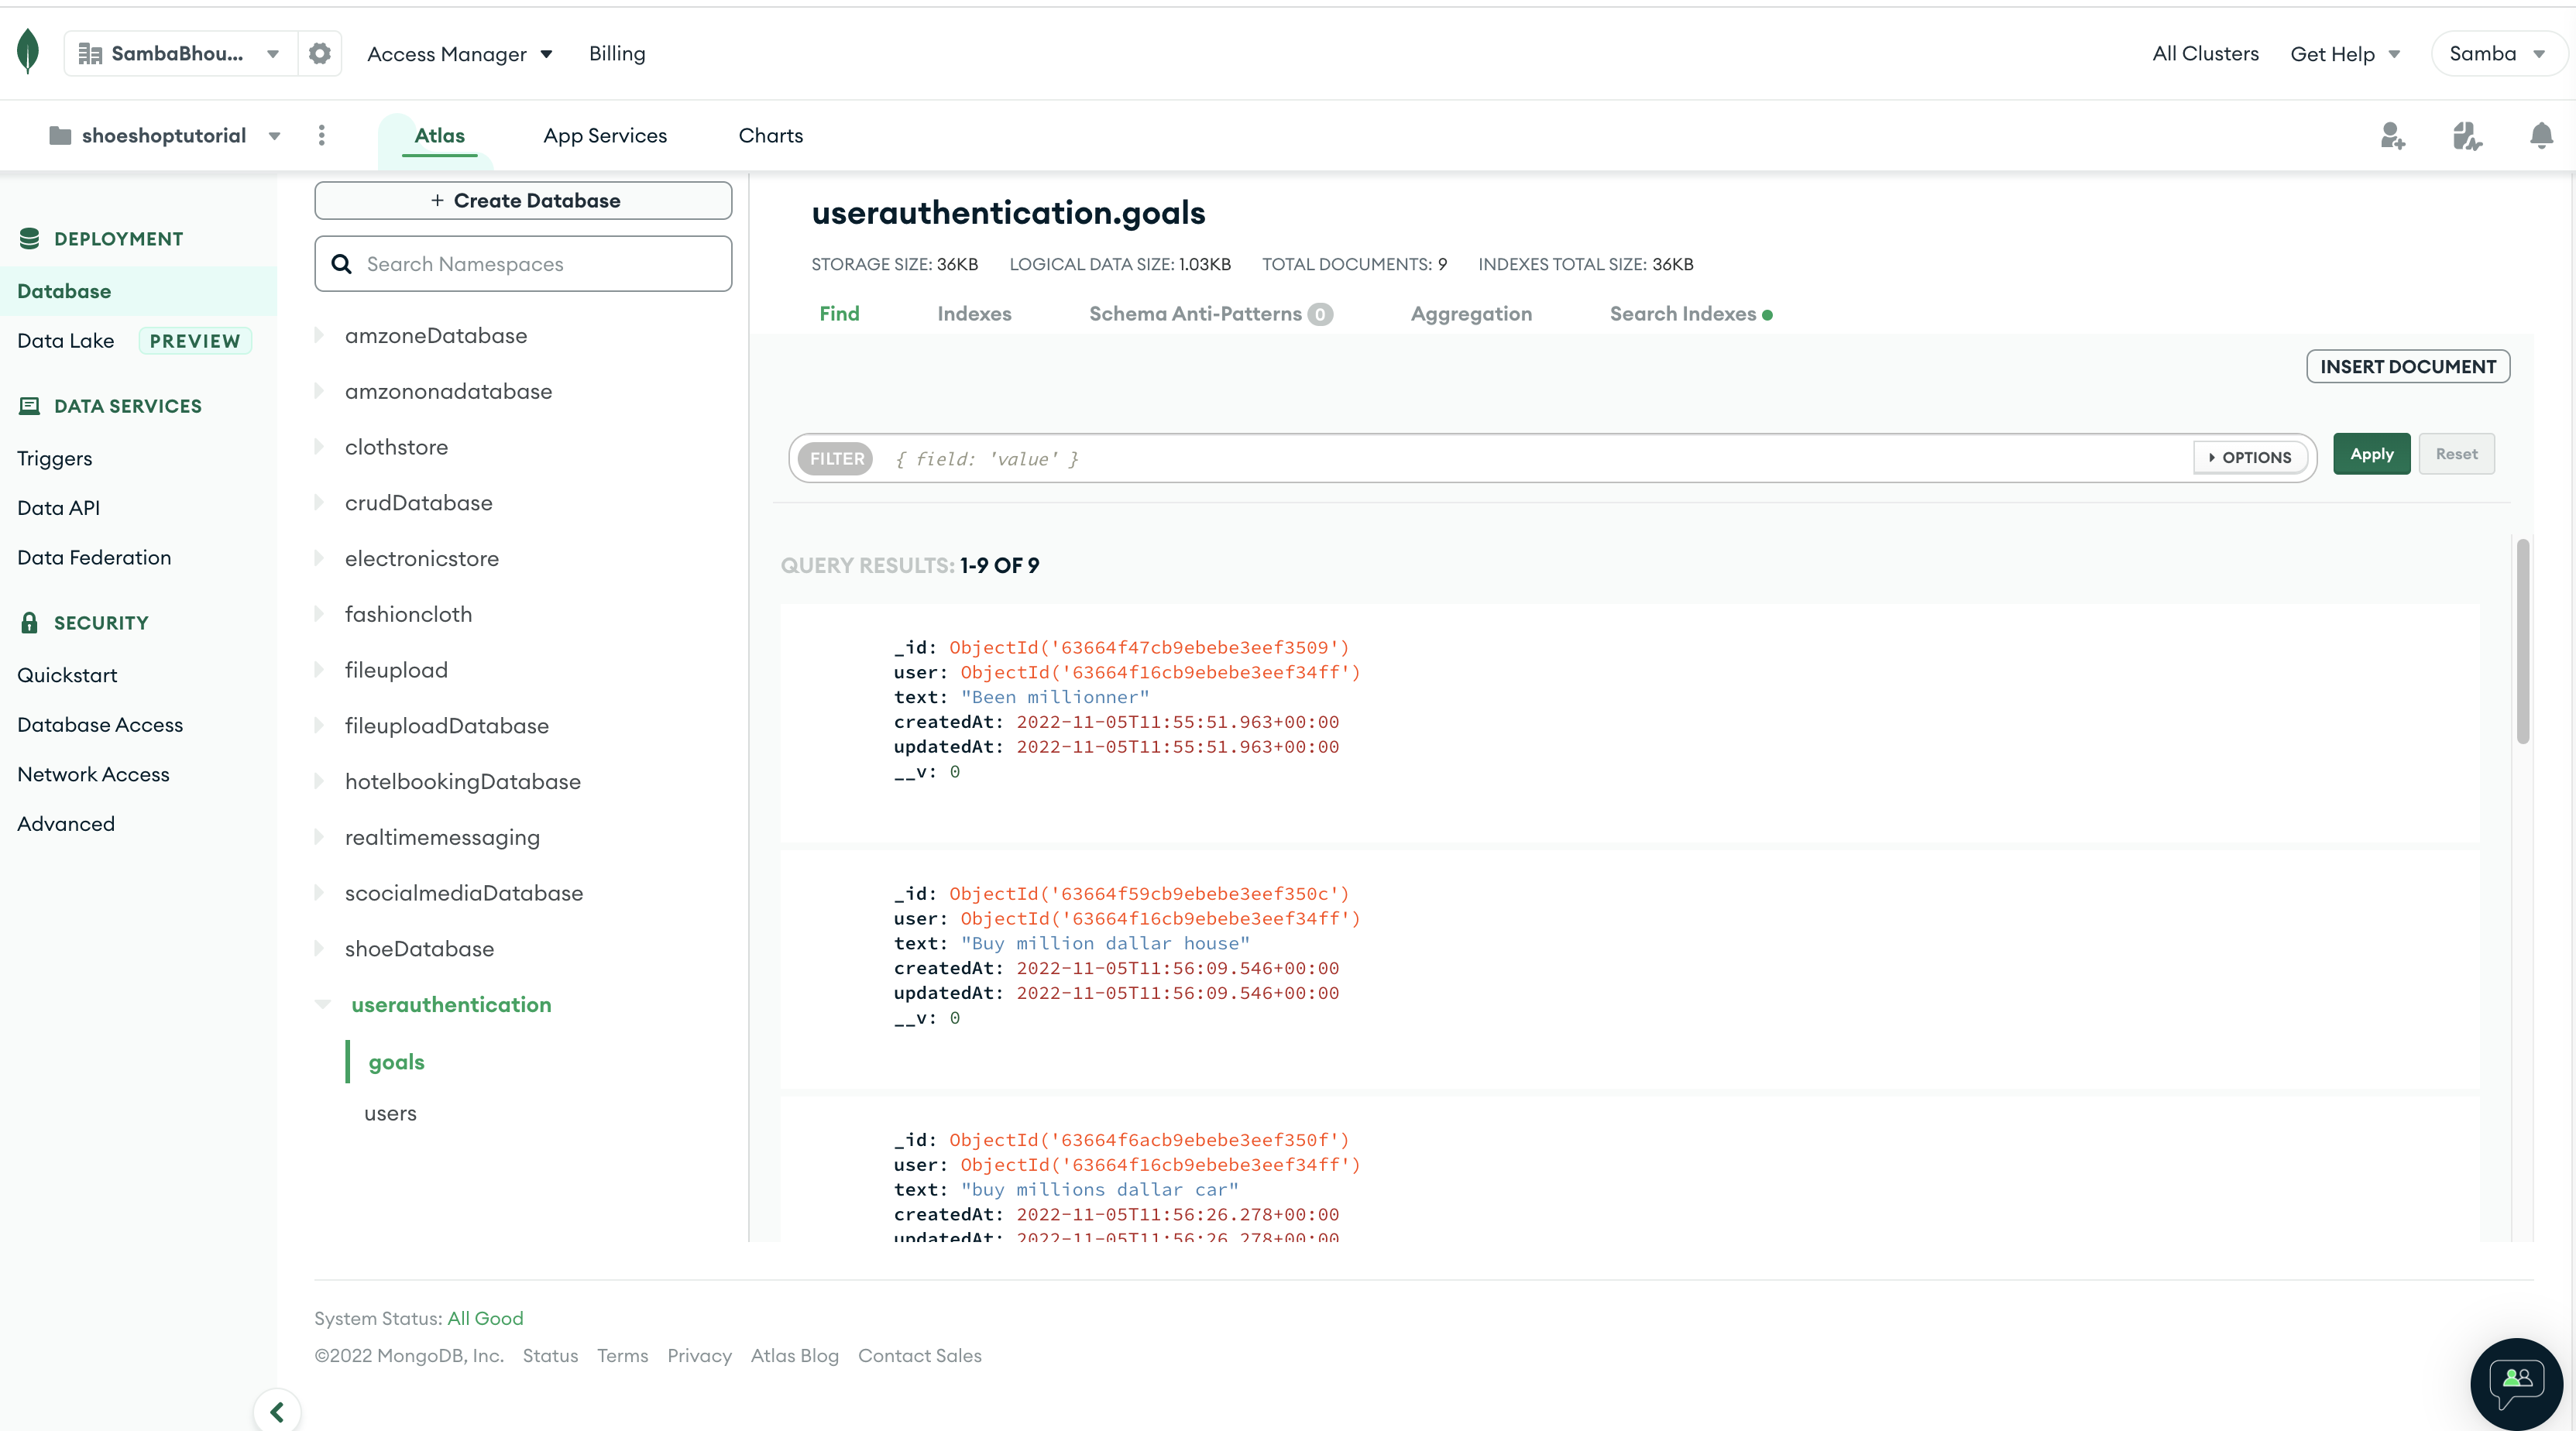 SambaBhou... Access Manager Billing All Clusters Get Help Samba
shoeshoptutorial Atlas App Services Charts
DEPLOYMENT
Database
Data Lake PREVIEW
DATA SERVICES
Triggers
Data API
Data Federation
SECURITY
Quickstart
Database Access
Network Access
Advanced
+ Create Database
Search Namespaces
amzoneDatabase
amzononadatabase
clothstore
crudDatabase
electronicstore
fashioncloth
fileupload
fileuploadDatabase
hotelbookingDatabase
realtimemessaging
scocialmediaDatabase
shoeDatabase
userauthentication
goals
users
userauthentication.goals
STORAGE SIZE: 36KB LOGICAL DATA SIZE: 1.03KB TOTAL DOCUMENTS: 9 INDEXES TOTAL SIZE: 36KB
Find Indexes Schema Anti-Patterns 0 Aggregation Search Indexes
INSERT DOCUMENT
FILTER { field: 'value' } OPTIONS Apply Reset
QUERY RESULTS: 1-9 OF 9
_id: ObjectId('63664f47cb9ebebe3eef3509')
user: ObjectId('63664f16cb9ebebe3eef34ff')
text: "Been millionner"
createdAt: 2022-11-05T11:55:51.963+00:00
updatedAt: 2022-11-05T11:55:51.963+00:00
__v: 0
_id: ObjectId('63664f59cb9ebebe3eef350c')
user: ObjectId('63664f16cb9ebebe3eef34ff')
text: "Buy million dallar house"
createdAt: 2022-11-05T11:56:09.546+00:00
updatedAt: 2022-11-05T11:56:09.546+00:00
__v: 0
_id: ObjectId('63664f6acb9ebebe3eef350f')
user: ObjectId('63664f16cb9ebebe3eef34ff')
text: "buy millions dallar car"
createdAt: 2022-11-05T11:56:26.278+00:00
updatedAt: 2022-11-05T11:56:26.278+00:00
System Status: All Good
©2022 MongoDB, Inc. Status Terms Privacy Atlas Blog Contact Sales